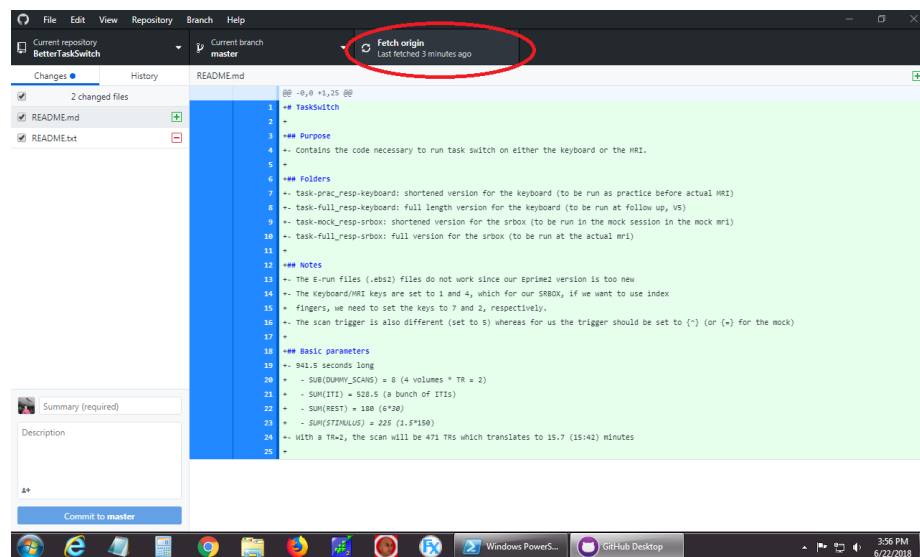 File Edit View Repository Branch Help
Current repository
BetterTaskSwitch
Current branch
master
Fetch origin
Last fetched 3 minutes ago
Changes History
README.md
2 changed files
README.md
README.txt
@@ -0,0 +1,25 @@
1 +# TaskSwitch
2 +
3 +## Purpose
4 +- Contains the code necessary to run task switch on either the keyboard or the MRI.
5 +
6 +## Folders
7 +- task-prac_resp-keyboard: shortened version for the keyboard (to be run as practice before actual MRI)
8 +- task-full_resp-keyboard: full length version for the keyboard (to be run at follow up, V5)
9 +- task-mock_resp-srbox: shortened version for the srbox (to be run in the mock session in the mock mri)
10 +- task-full_resp-srbox: full version for the srbox (to be run at the actual mri)
11 +
12 +## Notes
13 +- The E-run files (.ebs2) files do not work since our Eprime2 version is too new
14 +- The Keyboard/MRI keys are set to 1 and 4, which for our SRBOX, if we want to use index
15 + fingers, we need to set the keys to 7 and 2, respectively.
16 +- The scan trigger is also different (set to 5) whereas for us the trigger should be set to {^} (or {=} for the mock)
17 +
18 +## Basic parameters
19 +- 941.5 seconds long
20 + - SUB(DUMMY_SCANS) = 8 (4 volumes * TR = 2)
21 + - SUM(ITI) = 528.5 (a bunch of ITIs)
22 + - SUM(REST) = 180 (6*30)
23 + - SUM(STIMULUS) = 225 (1.5*150)
24 +- With a TR=2, the scan will be 471 TRs which translates to 15.7 (15:42) minutes
25 +
Summary (required)
Description
Commit to master
Windows PowerS...
GitHub Desktop
3:56 PM
6/22/2018